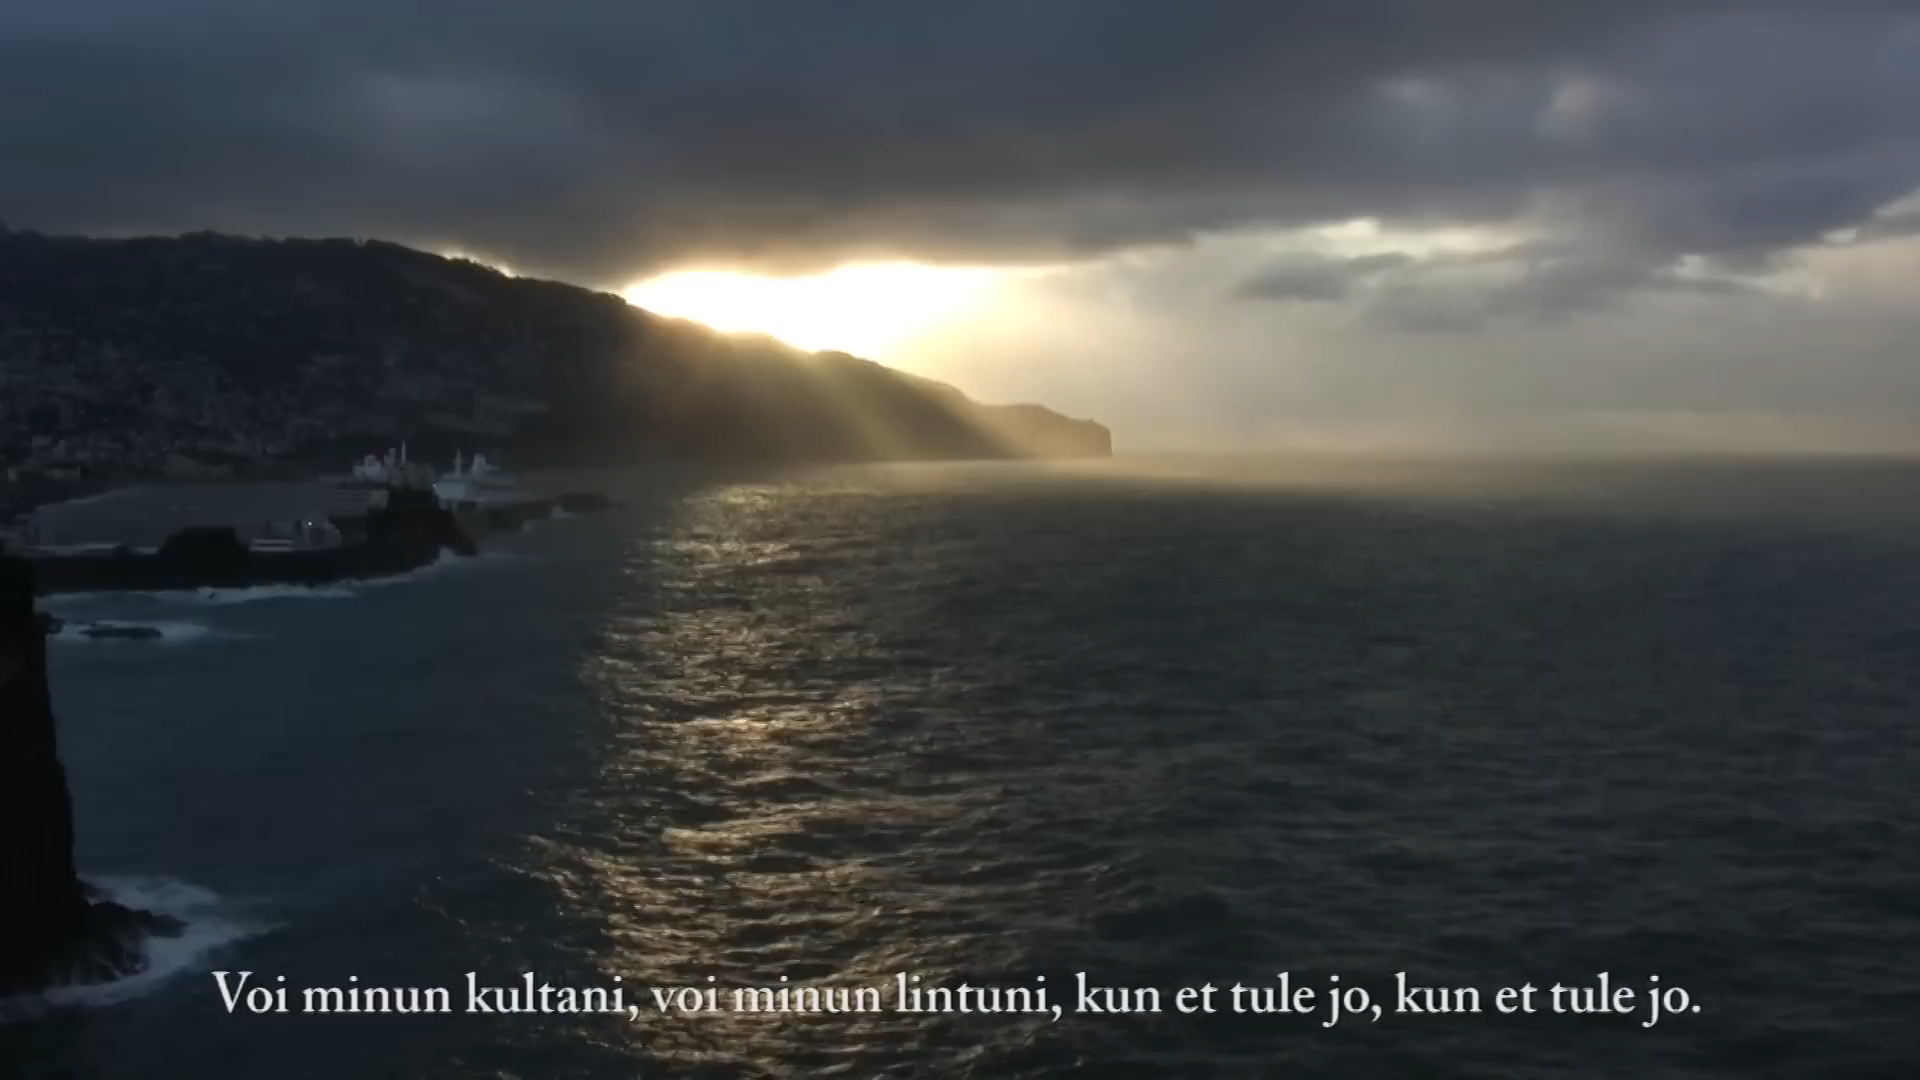 Voi minun kultani, voi minun lintuni, kun et tule jo, kun et tule jo.